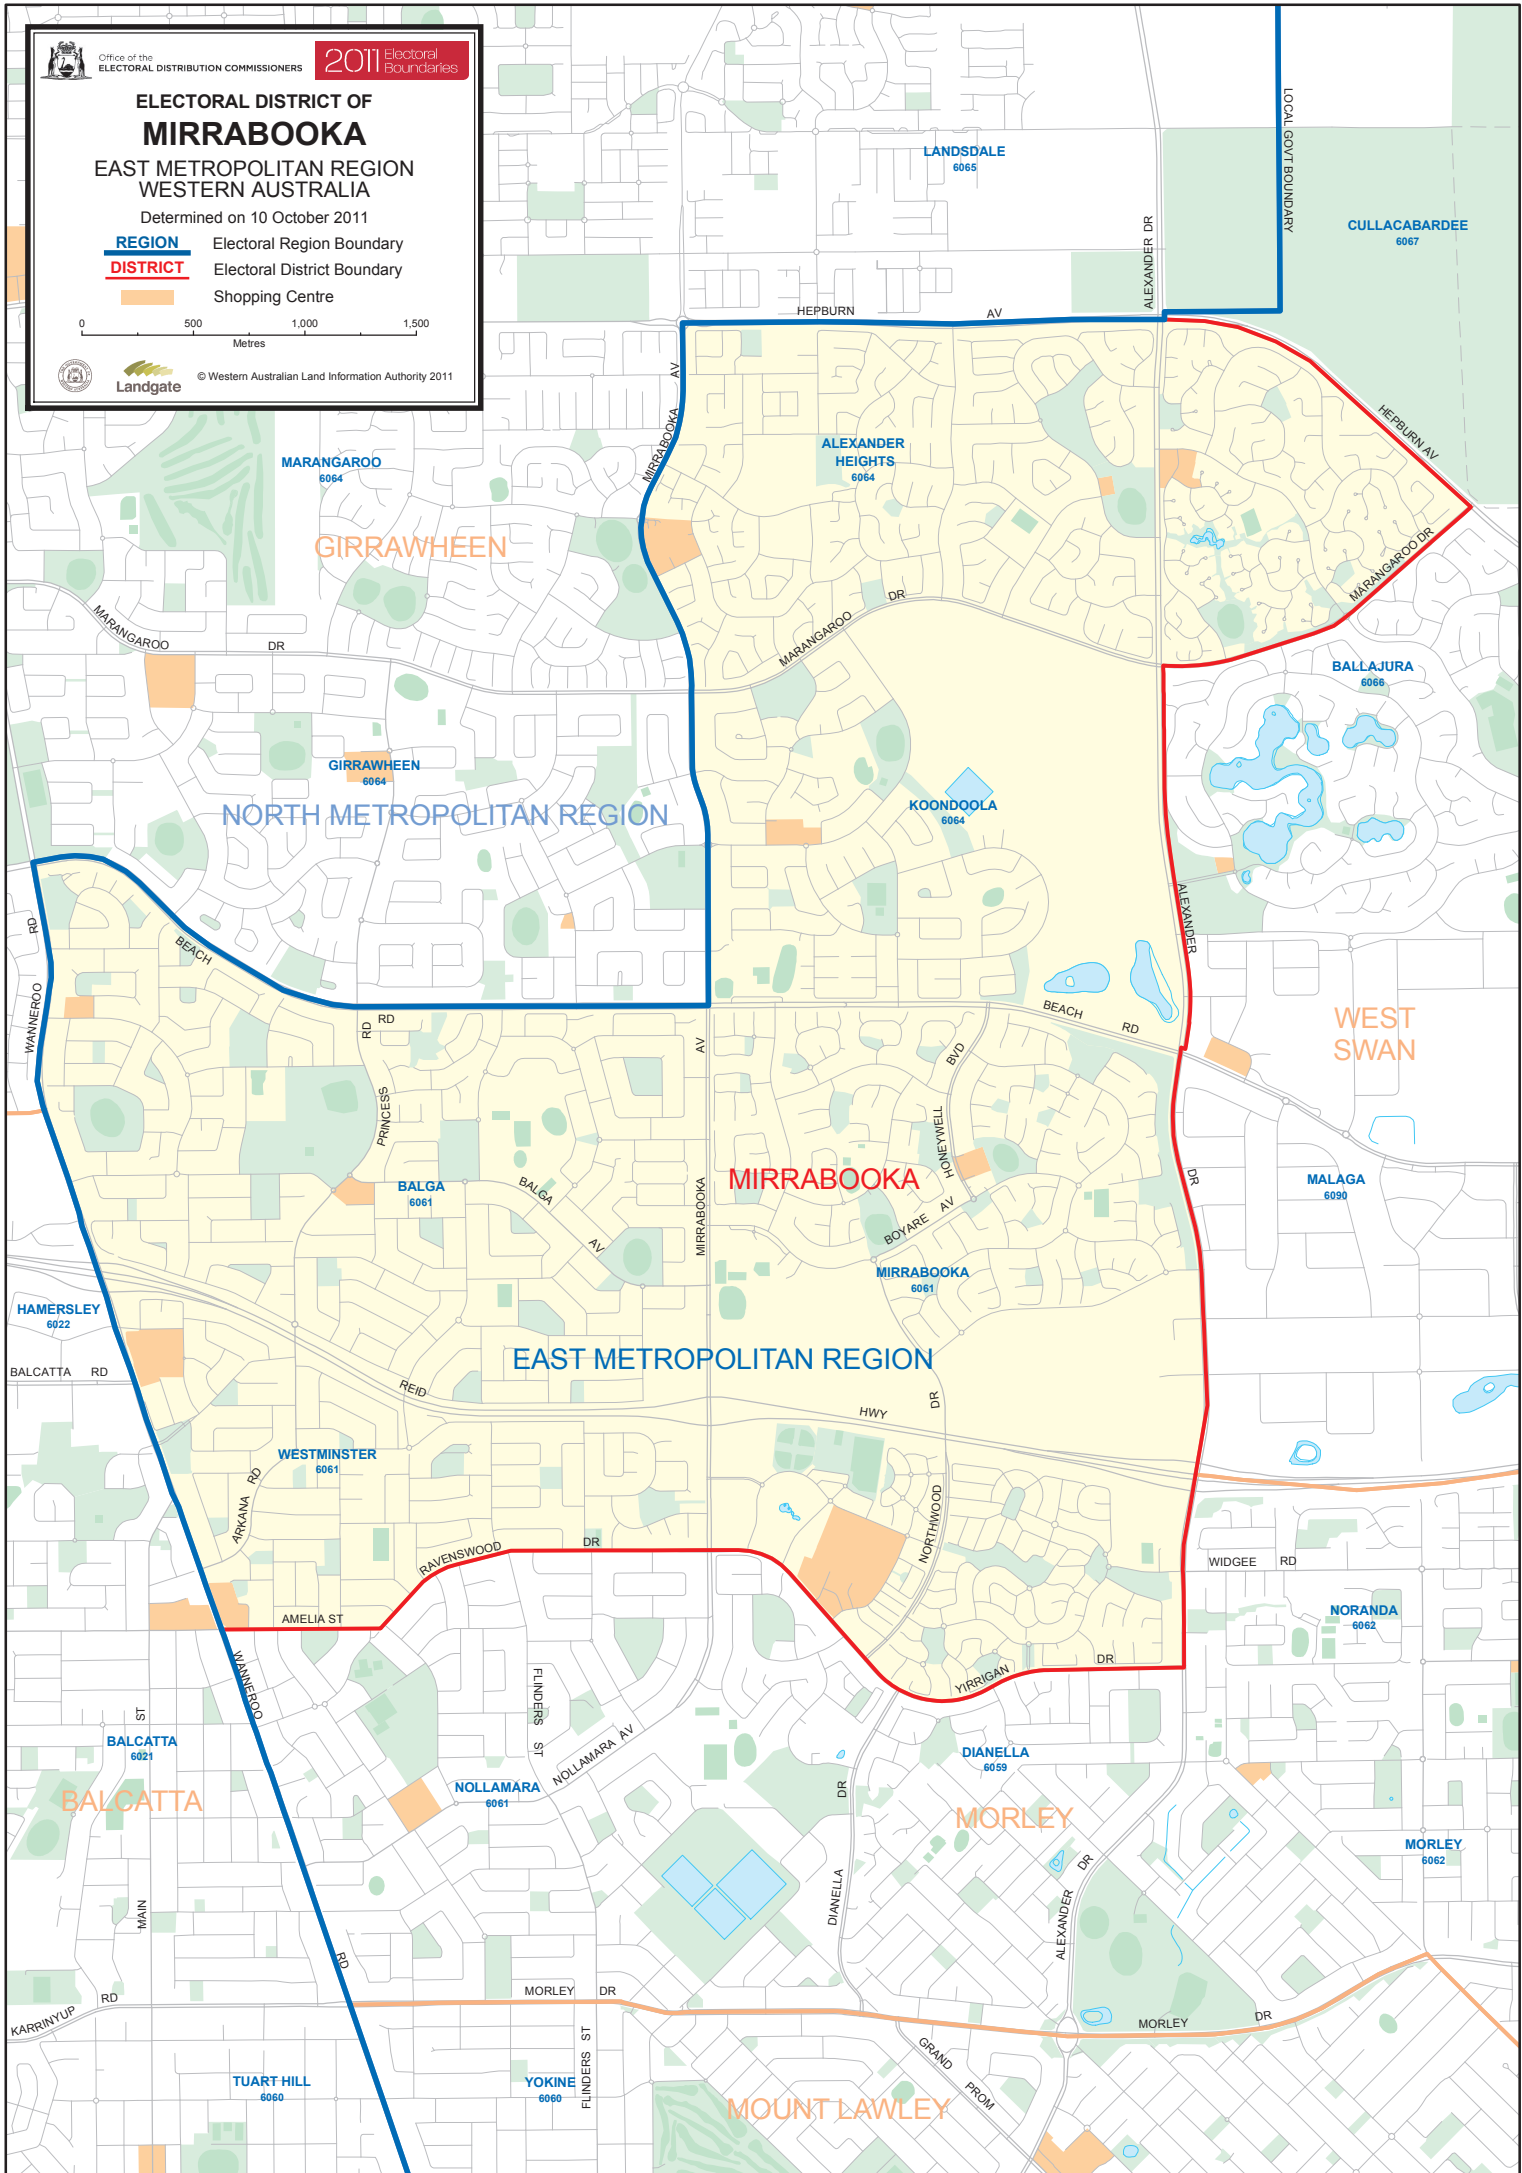 Office of the
ELECTORAL DISTRIBUTION COMMISSIONERS
2011 Electoral
Boundaries
ELECTORAL DISTRICT OF
MIRRABOOKA
EAST METROPOLITAN REGION
WESTERN AUSTRALIA
Determined on 10 October 2011
REGION Electoral Region Boundary
DISTRICT Electoral District Boundary
Shopping Centre
0 500 1,000 1,500
Metres
Landgate
© Western Australian Land Information Authority 2011
LANDSDALE
6065
LOCAL GOVT BOUNDARY
CULLACABARDEE
6067
ALEXANDER DR
HEPBURN AV
MIRRABOOKA AV
HEPBURN AV
ALEXANDER
HEIGHTS
6064
MARANGAROO
6064
GIRRAWHEEN
MARANGAROO DR
MARANGAROO DR
MARANGAROO DR
BALLAJURA
6066
GIRRAWHEEN
6064
NORTH METROPOLITAN REGION
KOONDOOLA
6064
ALEXANDER
DR
WANNEROO RD
BEACH
RD
BEACH RD
WEST
SWAN
RD
PRINCESS
AV
MIRRABOOKA
BVD
HONEYWELL
MIRRABOOKA
BALGA
6061
BALGA
AV
BOYARE AV
MALAGA
6090
MIRRABOOKA
6061
HAMERSLEY
6022
BALCATTA RD
EAST METROPOLITAN REGION
REID
HWY
DR
NORTHWOOD
WESTMINSTER
6061
ARKANA RD
RAVENSWOOD DR
WIDGEE RD
NORANDA
6062
AMELIA ST
WANNEROO
RD
FLINDERS ST
NOLLAMARA AV
YIRRIGAN DR
BALCATTA
6021
BALCATTA
MAIN ST
NOLLAMARA
6061
DIANELLA
6059
DIANELLA DR
MORLEY
MORLEY
6062
ALEXANDER DR
KARRINYUP RD
MORLEY DR
MORLEY DR
TUART HILL
6060
YOKINE
6060
FLINDERS ST
GRAND
PROM
MOUNT LAWLEY